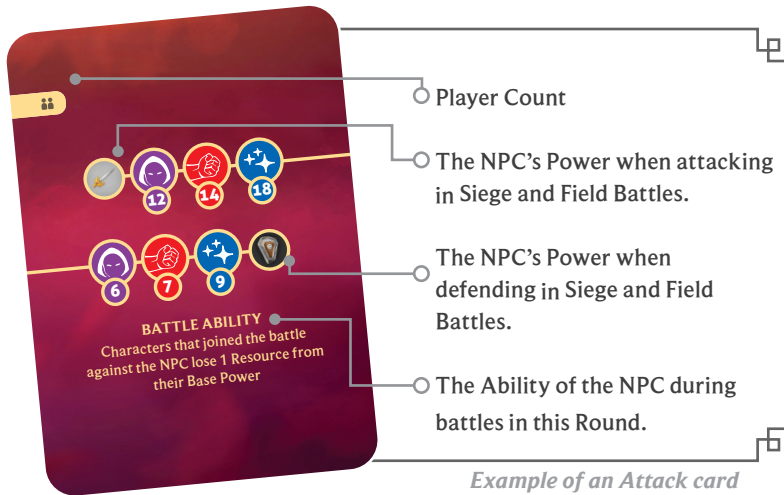 Player Count
12
14
18
The NPC's Power when attacking
in Siege and Field Battles.
6
7
9
The NPC's Power when
defending in Siege and Field
Battles.
BATTLE ABILITY
Characters that joined the battle
against the NPC lose 1 Resource from
their Base Power
The Ability of the NPC during
battles in this Round.
Example of an Attack card